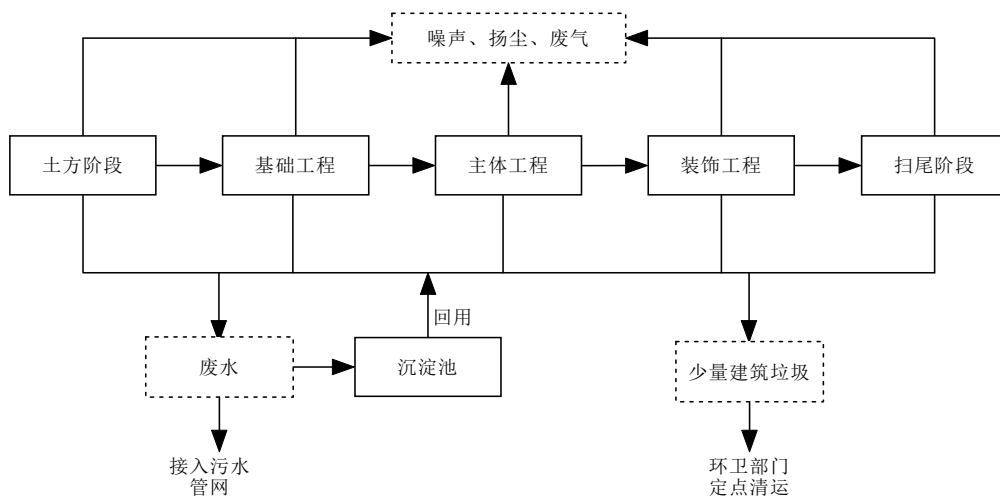 噪声、扬尘、废气
土方阶段
基础工程
主体工程
装饰工程
扫尾阶段
回用
废水
沉淀池
少量建筑垃圾
接入污水
管网
环卫部门
定点清运